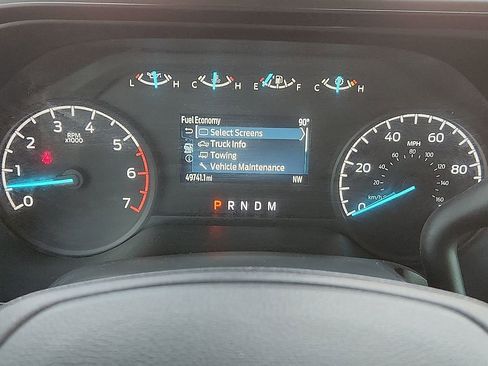 L H C H E F C H
Fuel Economy 90°
Select Screens
Truck Info
Towing
Vehicle Maintenance
49741.1 mi NW
P R N D M
RPM
x1000
0 1 2 3 4 5 6 7
MPH
km/h
0 20 40 60 80
20 40 60 80 100 140 160